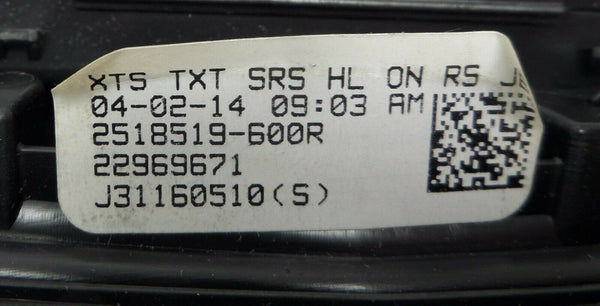 XTS TXT SRS HL ON RS
04-02-14 09:03 AM
2518519-600R
22969671
J31160510(S)